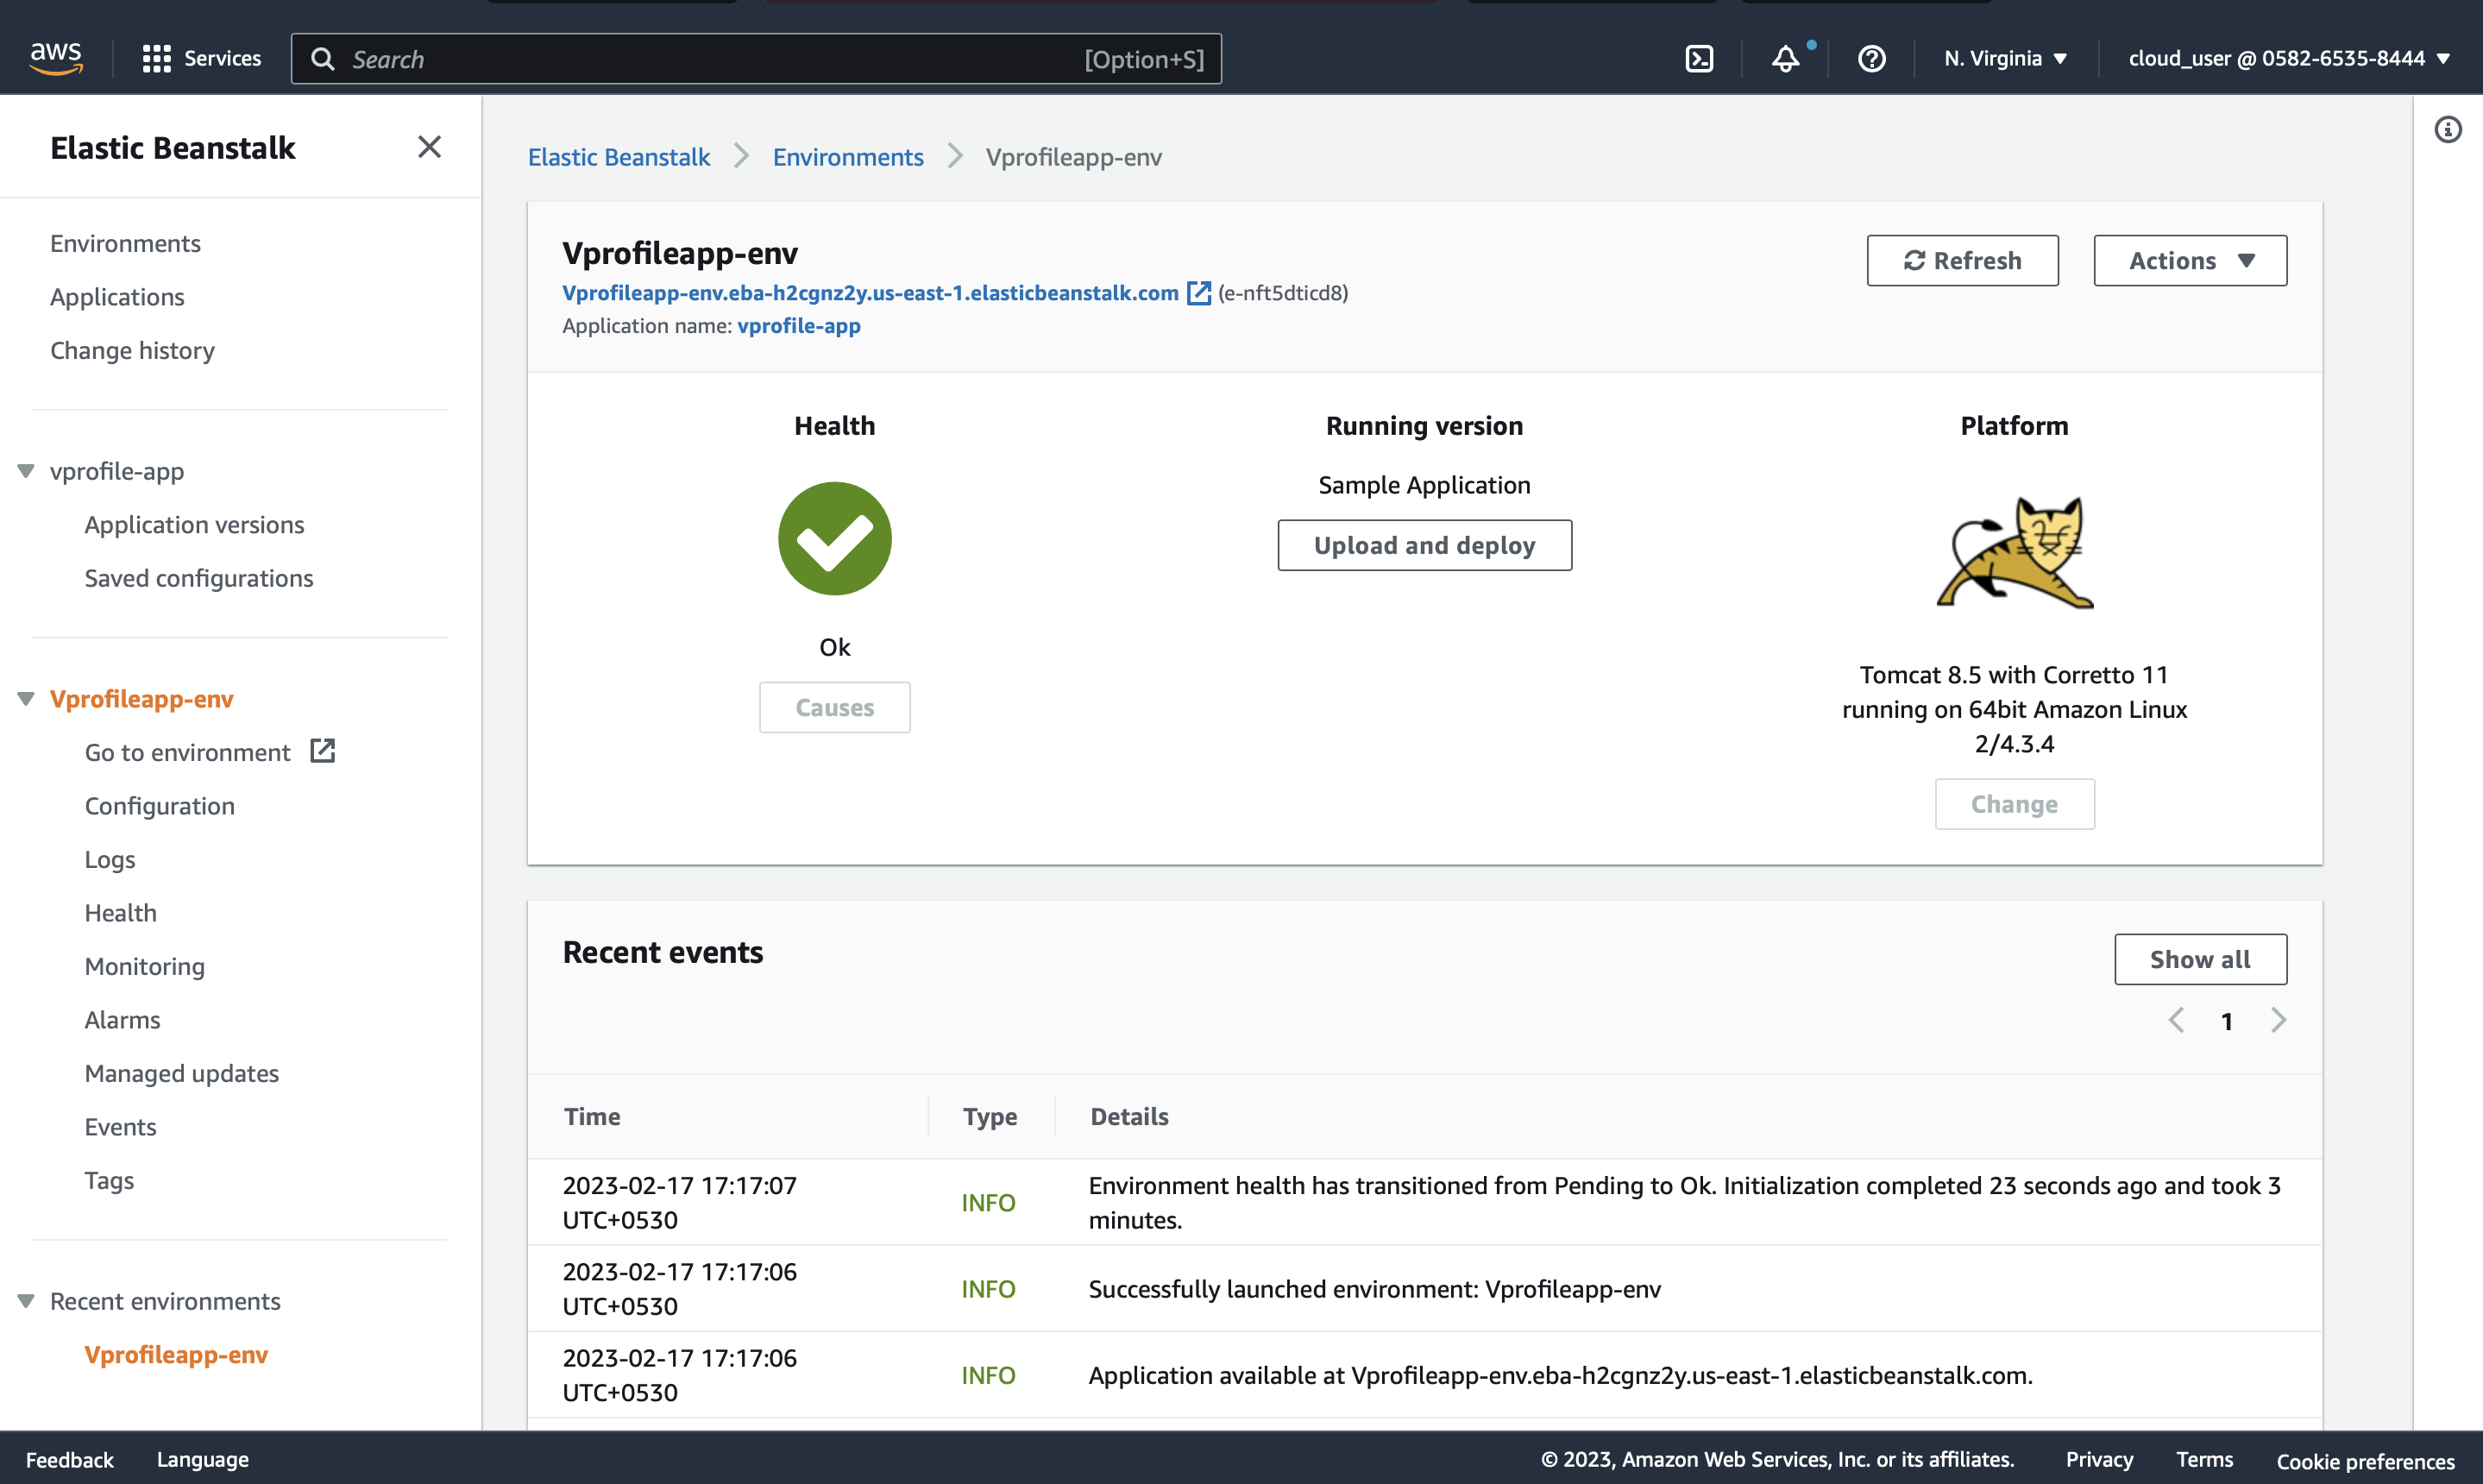 aws
Services
Search [Option+S]
N. Virginia
cloud_user @ 0582-6535-8444
Elastic Beanstalk
Environments
Applications
Change history
vprofile-app
Application versions
Saved configurations
Vprofileapp-env
Go to environment
Configuration
Logs
Health
Monitoring
Alarms
Managed updates
Events
Tags
Recent environments
Vprofileapp-env
Elastic Beanstalk
Environments
Vprofileapp-env
Vprofileapp-env
Vprofileapp-env.eba-h2cgnz2y.us-east-1.elasticbeanstalk.com (e-nft5dticd8)
Application name: vprofile-app
Refresh
Actions
Health
Ok
Causes
Running version
Sample Application
Upload and deploy
Platform
Tomcat 8.5 with Corretto 11
running on 64bit Amazon Linux
2/4.3.4
Change
Recent events
Show all
1
Time
Type
Details
2023-02-17 17:17:07
UTC+0530
INFO
Environment health has transitioned from Pending to Ok. Initialization completed 23 seconds ago and took 3
minutes.
2023-02-17 17:17:06
UTC+0530
INFO
Successfully launched environment: Vprofileapp-env
2023-02-17 17:17:06
UTC+0530
INFO
Application available at Vprofileapp-env.eba-h2cgnz2y.us-east-1.elasticbeanstalk.com.
Feedback
Language
© 2023, Amazon Web Services, Inc. or its affiliates.
Privacy
Terms
Cookie preferences